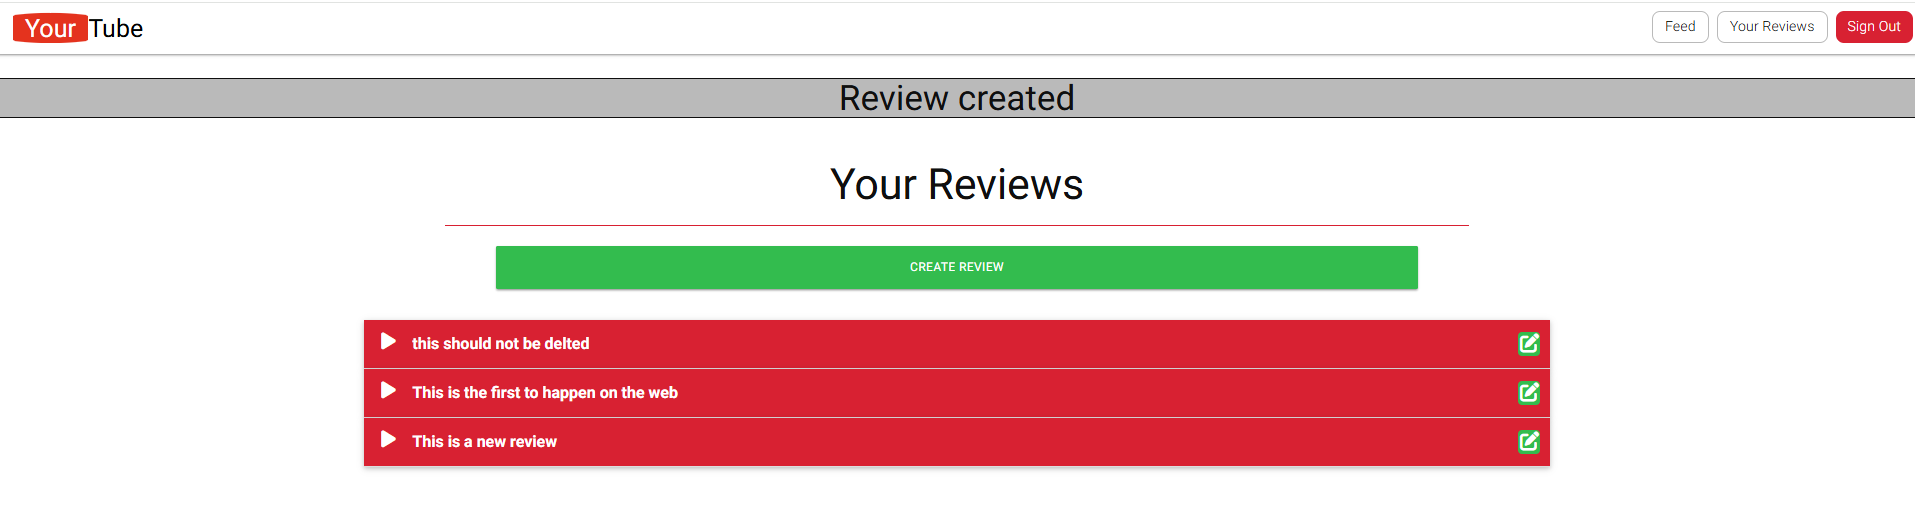 Your Tube
Feed
Your Reviews
Sign Out
Review created
Your Reviews
CREATE REVIEW
this should not be delted
This is the first to happen on the web
This is a new review